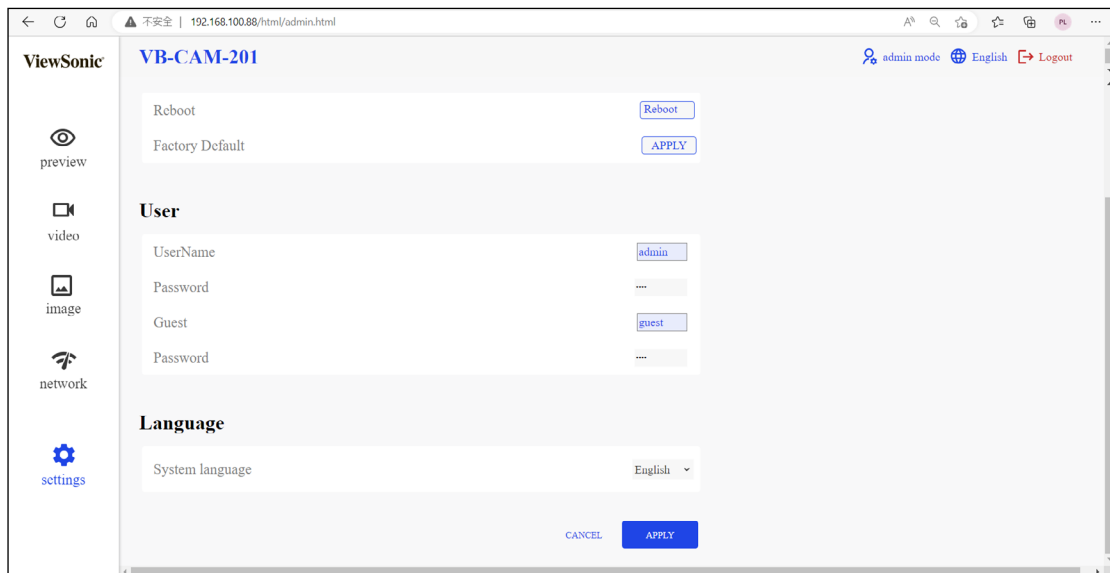 不安全 | 192.168.100.88/html/admin.html
PL
ViewSonic
VB-CAM-201
admin mode English Logout
preview
video
image
network
settings
Reboot Reboot
Factory Default APPLY
User
UserName admin
Password ····
Guest guest
Password ····
Language
System language English
CANCEL APPLY